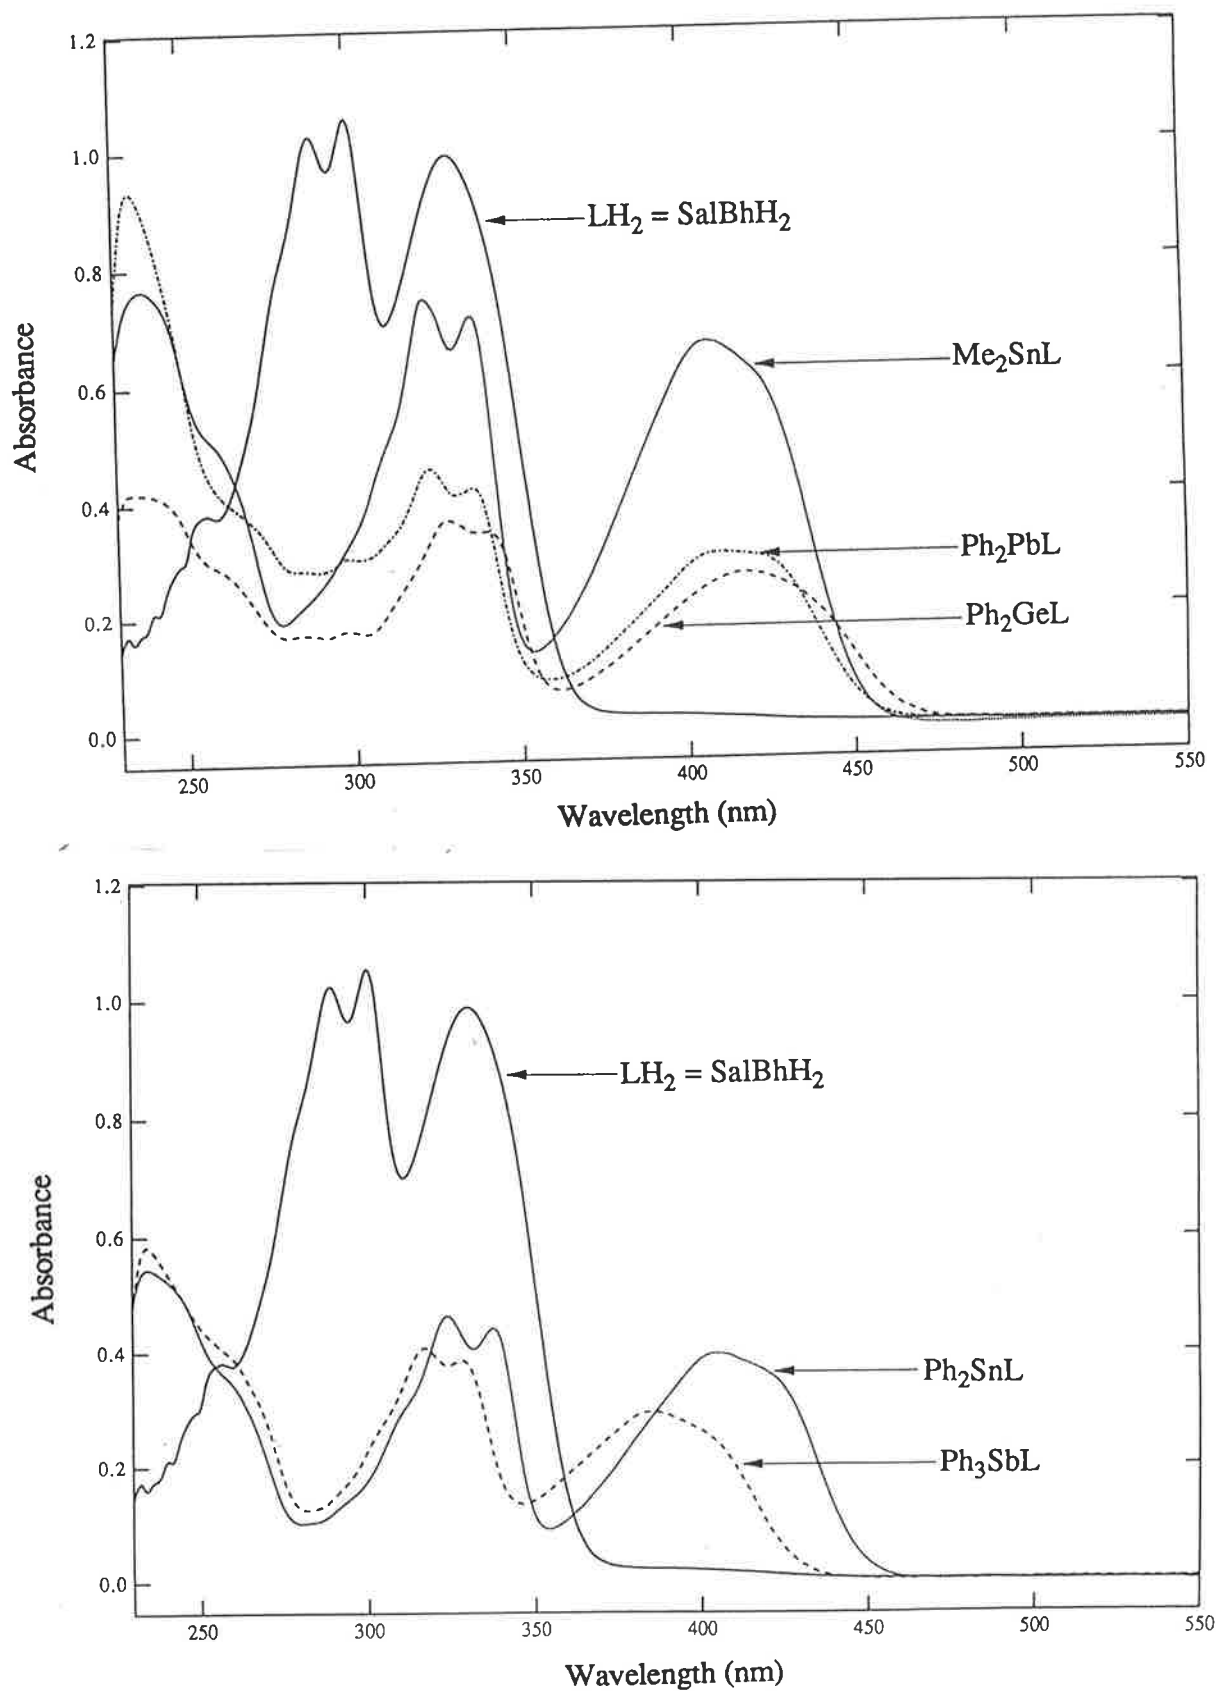 1.2
1.0
0.8
0.6
0.4
0.2
0.0
Absorbance
LH₂ = SalBhH₂
Me₂SnL
Ph₂PbL
Ph₂GeL
250 300 350 400 450 500 550
Wavelength (nm)
1.2
1.0
0.8
0.6
0.4
0.2
0.0
Absorbance
LH₂ = SalBhH₂
Ph₂SnL
Ph₃SbL
250 300 350 400 450 500 550
Wavelength (nm)